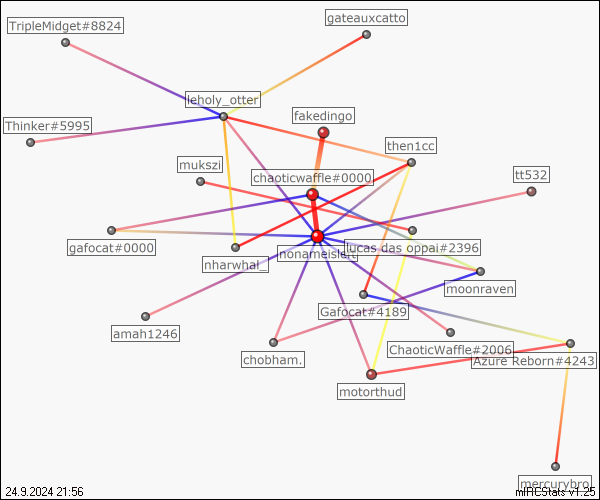 gateauxcatto
TripleMidget#8824
leholy_otter
fakedingo
Thinker#5995
then1cc
mukszi
chaoticwaffle#0000
tt532
gafocat#0000
lucas das oppai#2396
nharwhal_
moonraven
Gafocat#4189
amah1246
ChaoticWaffle#2006
chobham.
Azure Reborn#4243
motorthud
mercurybro
24.9.2024 21:56
mIRCStats v1.25